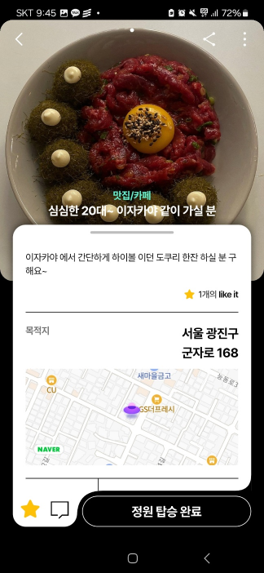 SKT 9:45
72%
맛집/카페
심심한 20대~ 이자카야 같이 가실 분
이자카야 에서 간단하게 하이볼 이던 도쿠리 한잔 하실 분 구
해요~
1개의 like it
목적지
서울 광진구
군자로 168
새마을금고
CU
GS더프레시
NAVER
정원 탑승 완료